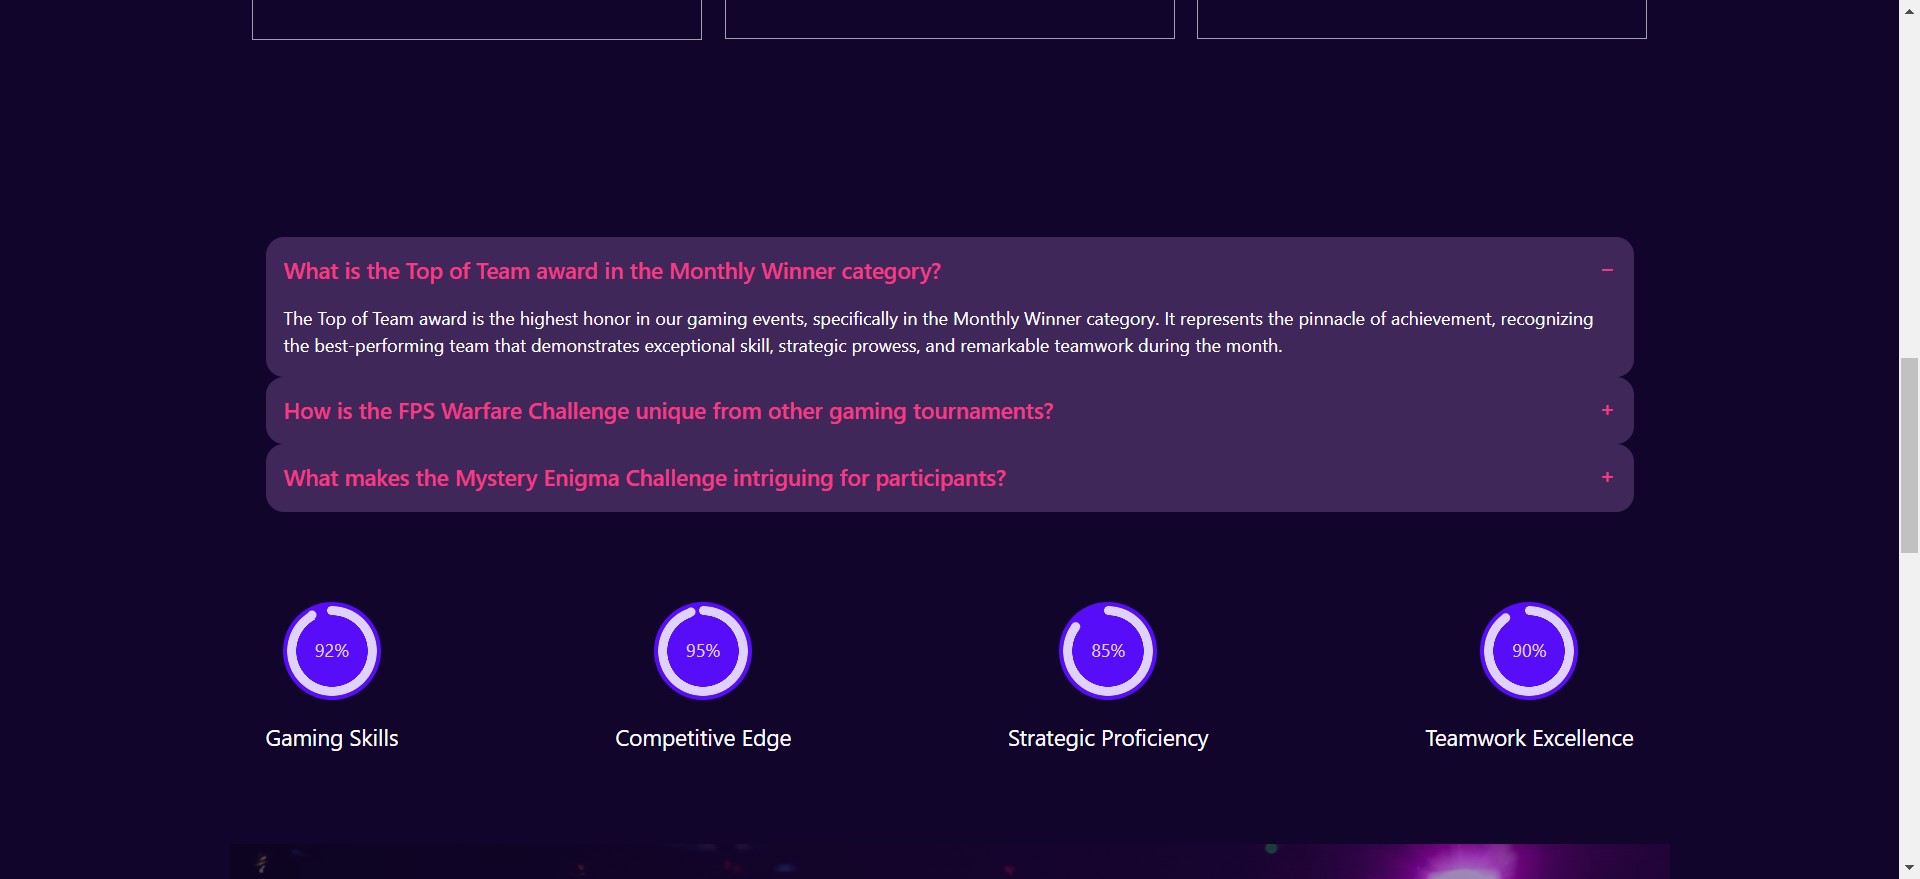 What is the Top of Team award in the Monthly Winner category?
−
The Top of Team award is the highest honor in our gaming events, specifically in the Monthly Winner category. It represents the pinnacle of achievement, recognizing
the best-performing team that demonstrates exceptional skill, strategic prowess, and remarkable teamwork during the month.
How is the FPS Warfare Challenge unique from other gaming tournaments?
+
What makes the Mystery Enigma Challenge intriguing for participants?
+
92%
95%
85%
90%
Gaming Skills
Competitive Edge
Strategic Proficiency
Teamwork Excellence